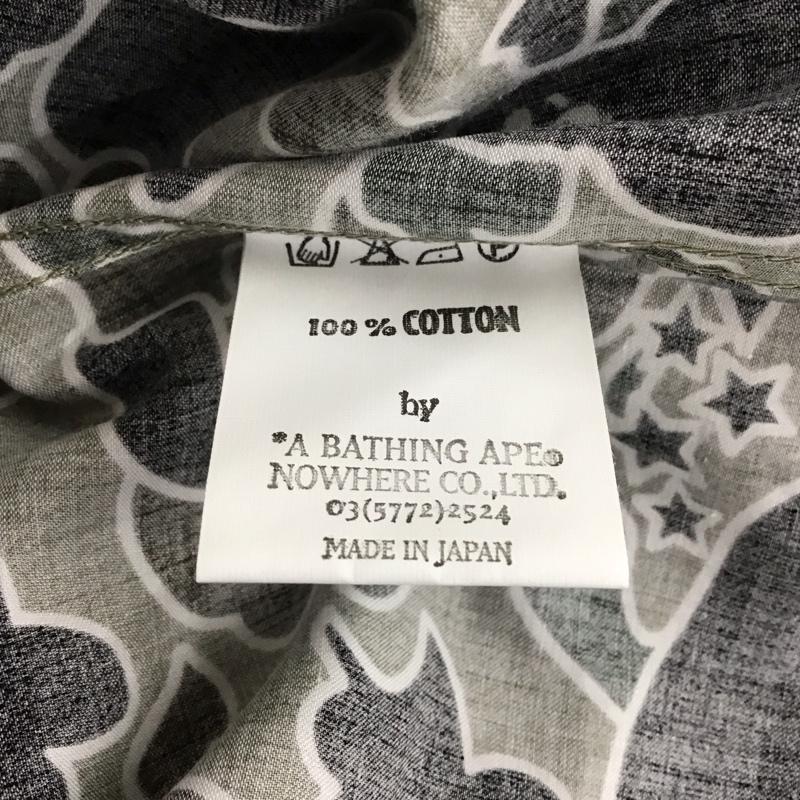 100% COTTON
by
*A BATHING APE®
NOWHERE CO.,LTD.
03(5772)2524
MADE IN JAPAN